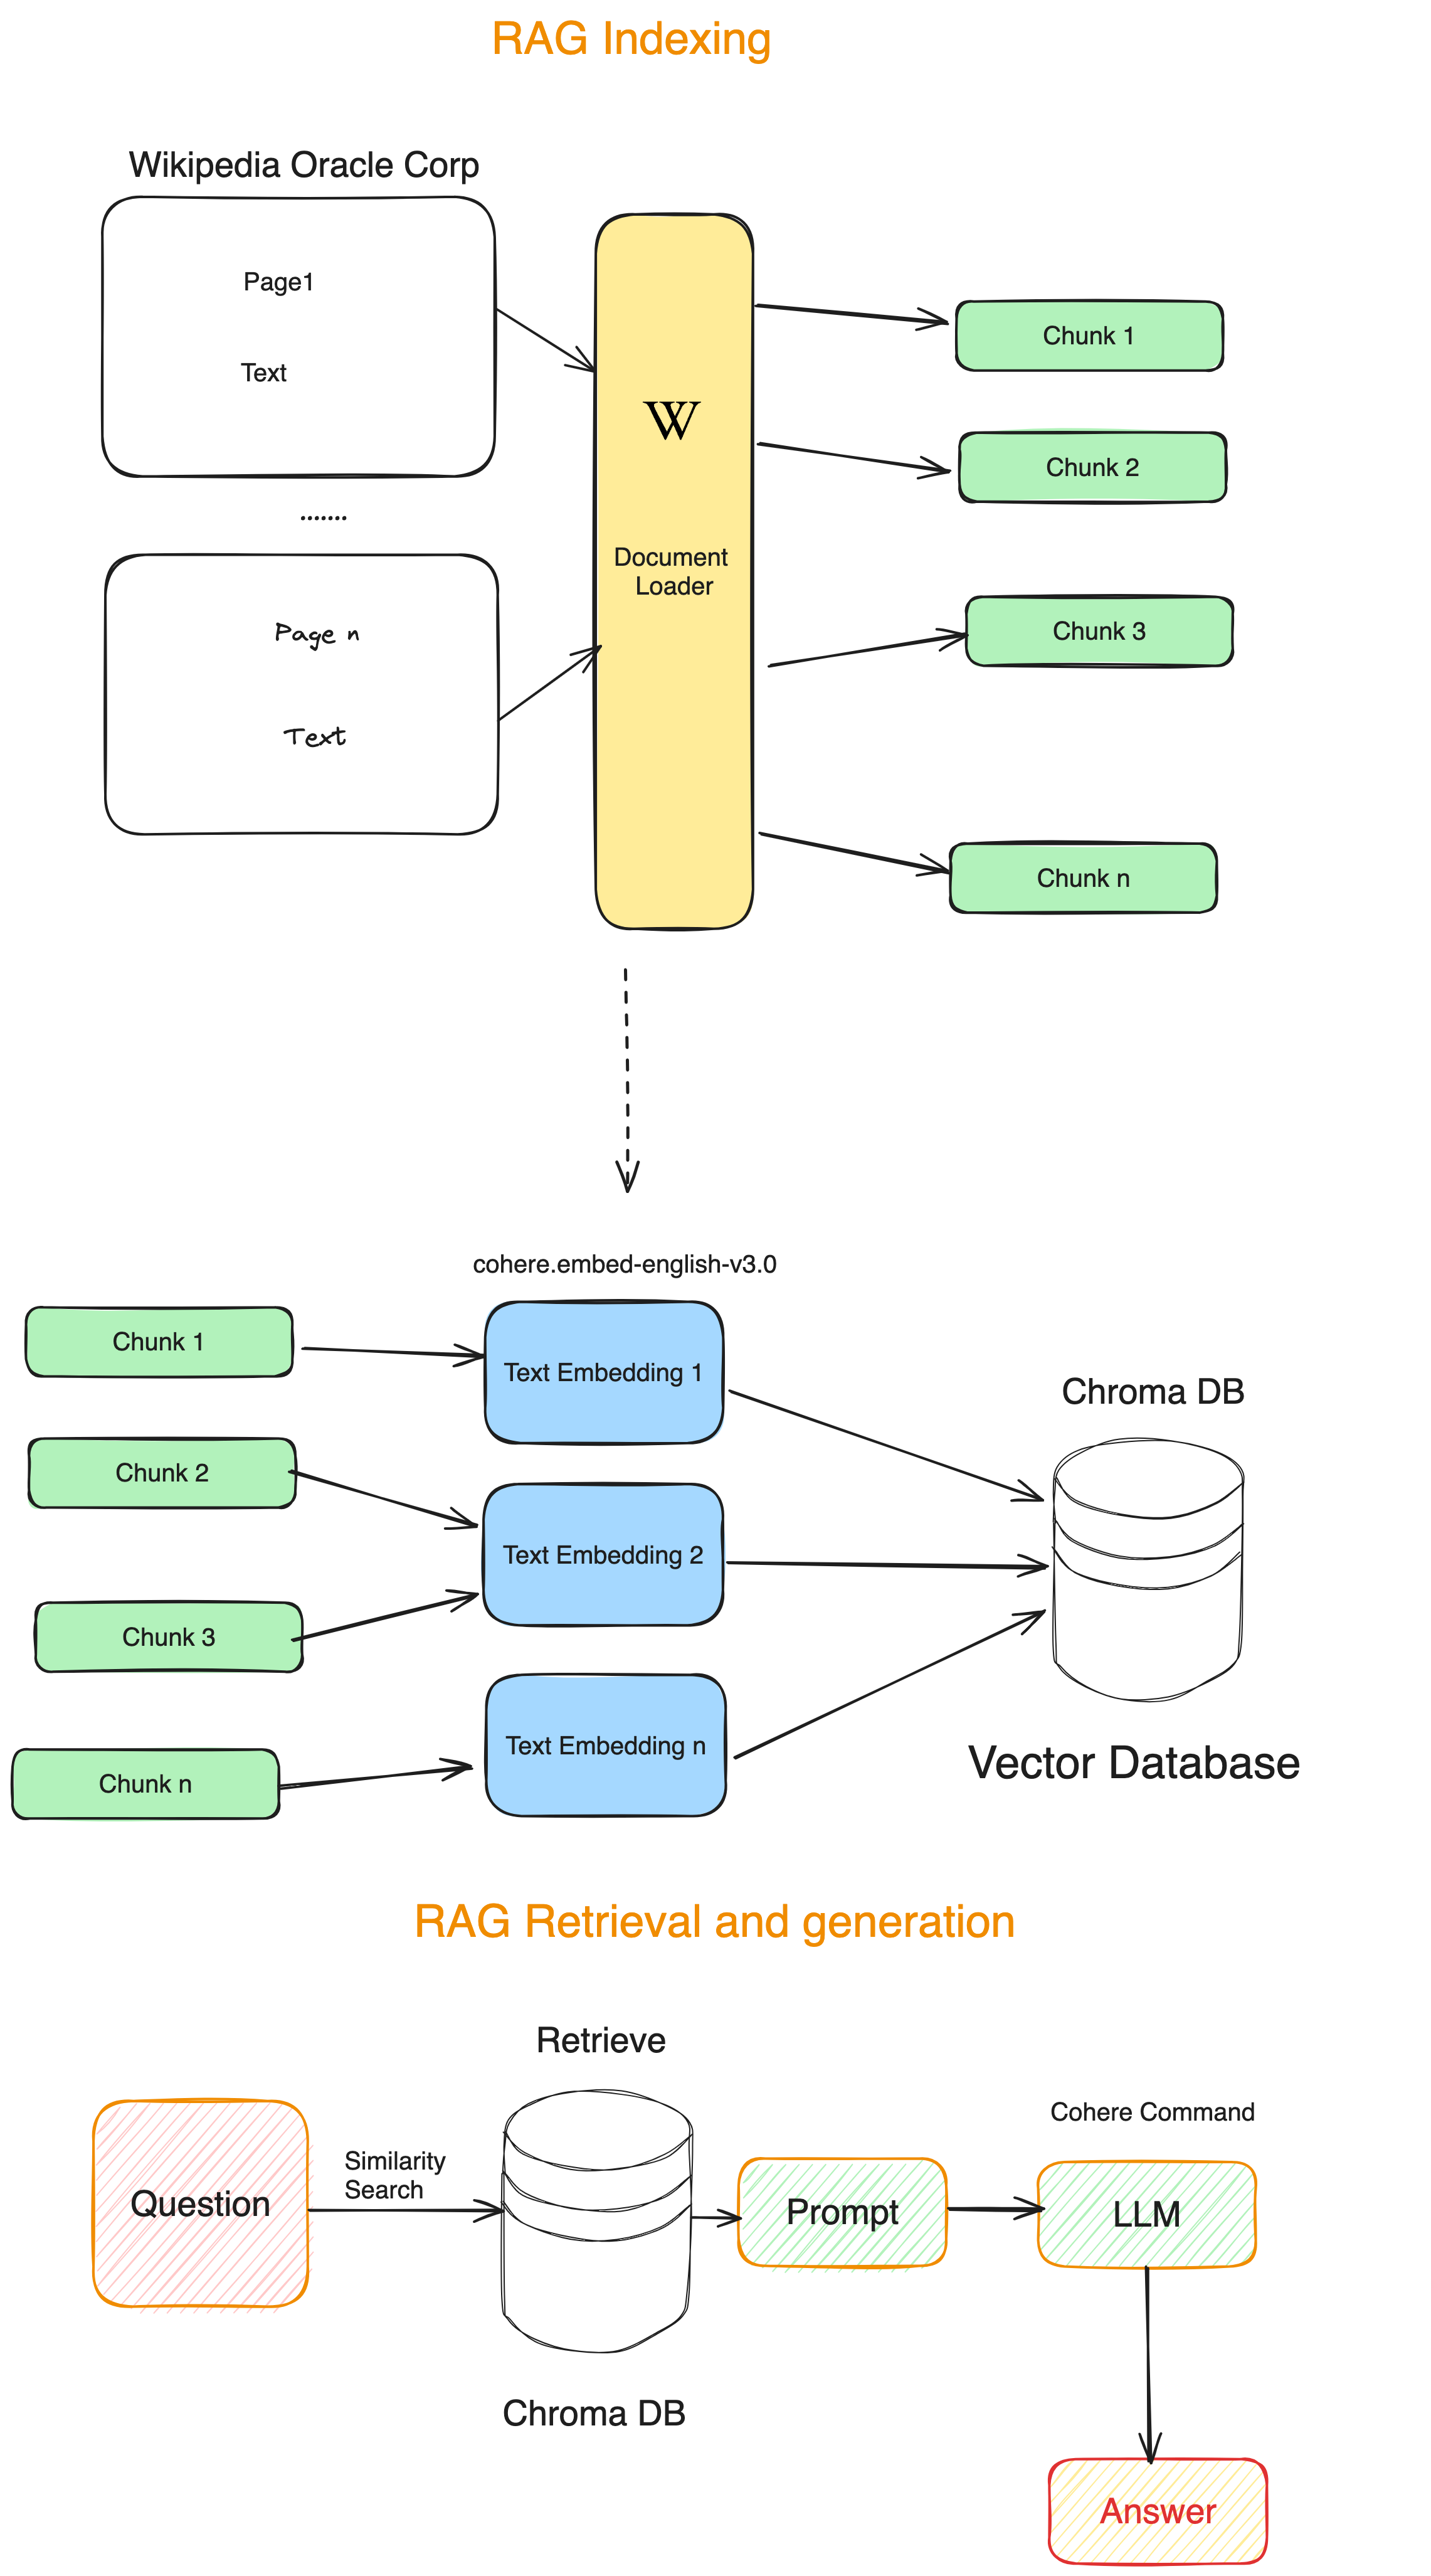 RAG Indexing
Wikipedia Oracle Corp
Page1
Text
.......
Page n
Text
W
Document
Loader
Chunk 1
Chunk 2
Chunk 3
Chunk n
cohere.embed-english-v3.0
Chunk 1
Chunk 2
Chunk 3
Chunk n
Text Embedding 1
Text Embedding 2
Text Embedding n
Chroma DB
Vector Database
RAG Retrieval and generation
Retrieve
Question
Similarity
Search
Chroma DB
Prompt
Cohere Command
LLM
Answer